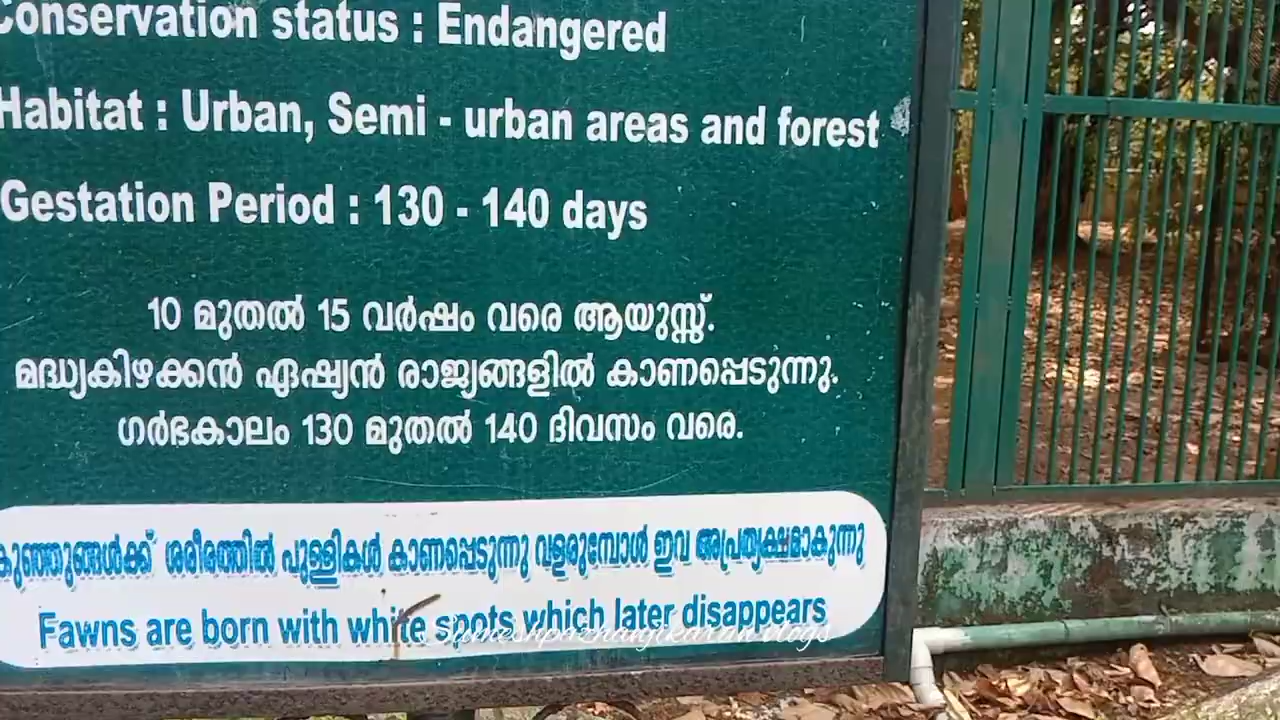 Conservation status : Endangered
Habitat : Urban, Semi - urban areas and forest
Gestation Period : 130 - 140 days
10 മുതൽ 15 വർഷം വരെ ആയുസ്സ്.
മദ്ധ്യകിഴക്കൻ ഏഷ്യൻ രാജ്യങ്ങളിൽ കാണപ്പെടുന്നു.
ഗർഭകാലം 130 മുതൽ 140 ദിവസം വരെ.
കുഞ്ഞുങ്ങൾക്ക് ശരീരത്തിൽ പുള്ളികൾ കാണപ്പെടുന്നു വളരുമ്പോൾ ഇവ അപ്രത്യക്ഷമാകുന്നു
Fawns are born with white spots which later disappears
vlogs